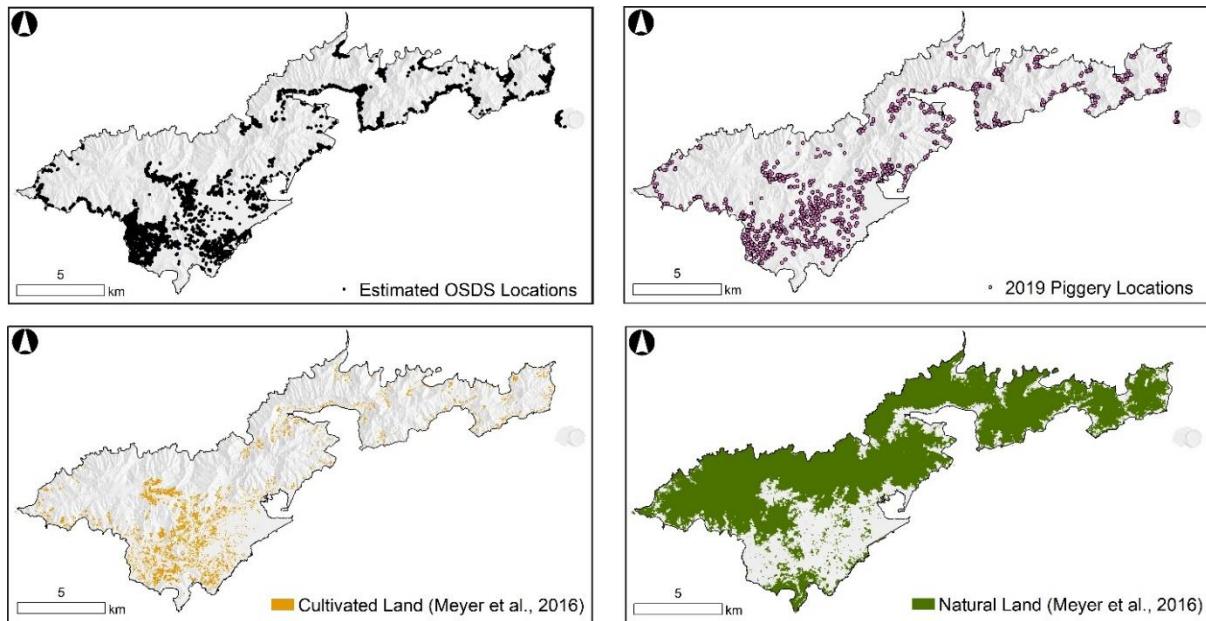 5
km
Estimated OSDS Locations
5
km
2019 Piggery Locations
5
km
Cultivated Land (Meyer et al., 2016)
5
km
Natural Land (Meyer et al., 2016)